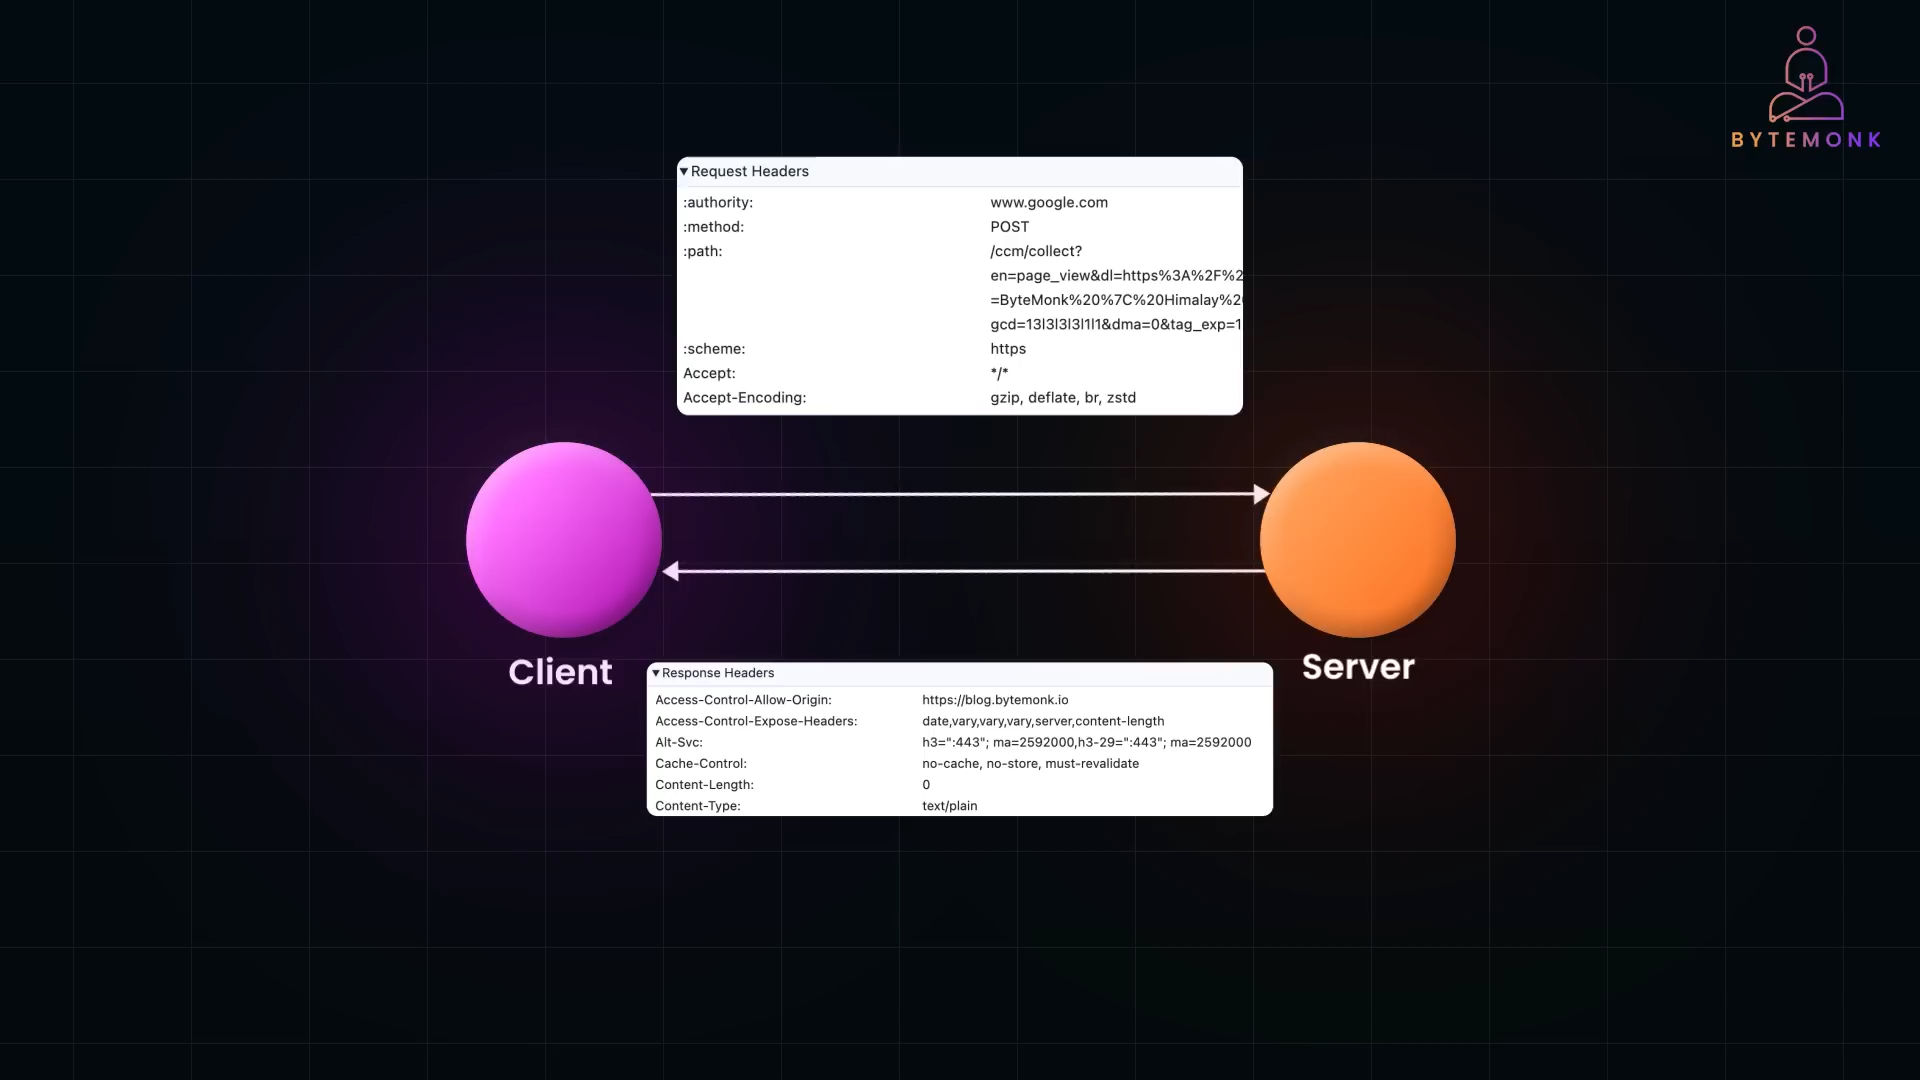 BYTEMONK
▼Request Headers
:authority: www.google.com
:method: POST
:path: /ccm/collect?
en=page_view&dl=https%3A%2F%2
=ByteMonk%20%7C%20Himalay%20
gcd=13l3l3l3l1l1&dma=0&tag_exp=1
:scheme: https
Accept: */*
Accept-Encoding: gzip, deflate, br, zstd
Client
Server
▼Response Headers
Access-Control-Allow-Origin: https://blog.bytemonk.io
Access-Control-Expose-Headers: date,vary,vary,vary,server,content-length
Alt-Svc: h3=":443"; ma=2592000,h3-29=":443"; ma=2592000
Cache-Control: no-cache, no-store, must-revalidate
Content-Length: 0
Content-Type: text/plain